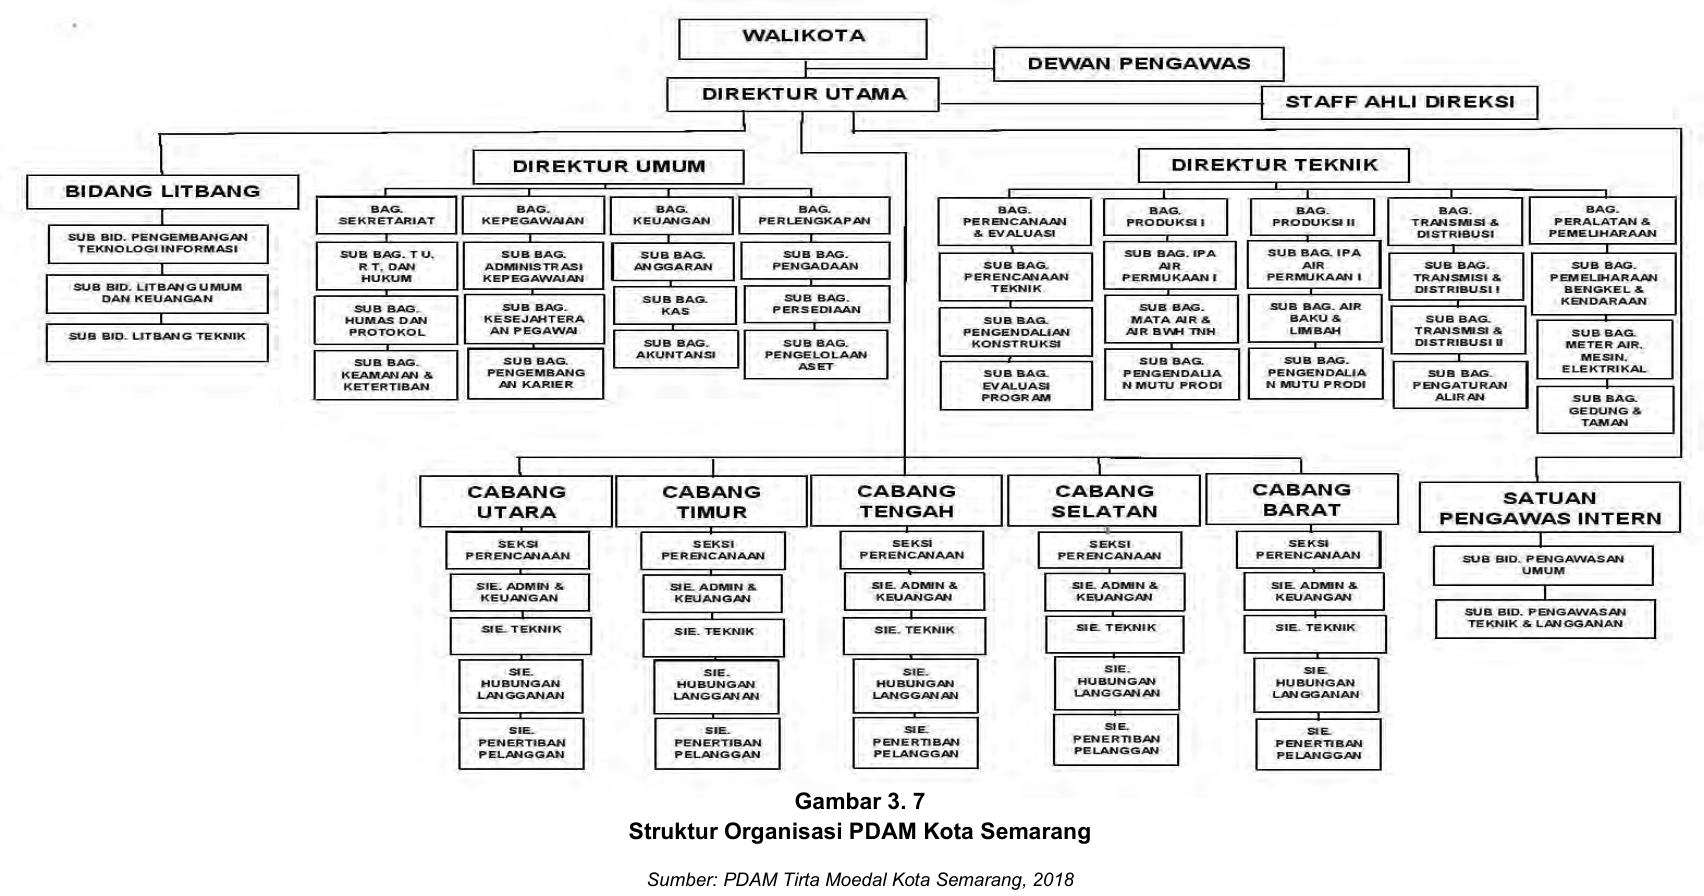 WALIKOTA
DEWAN PENGAWAS
DIREKTUR UTAMA
STAFF AHLI DIREKSI
BIDANG LITBANG
SUB BID. PENGEMBANGAN
TEKNOLOGI INFORMASI
SUB BID. LITBANG UMUM
DAN KEUANGAN
SUB BID. LITBANG TEKNIK
DIREKTUR UMUM
BAG.
SEKRETARIAT
SUB BAG. T U,
R T, DAN
HUKUM
SUB BAG.
HUMAS DAN
PROTOKOL
SUB BAG.
KEAMANAN &
KETERTIBAN
BAG.
KEPEGAWAIAN
SUB BAG.
ADMINISTRASI
KEPEGAWAIAN
SUB BAG.
KESEJAHTERA
AN PEGAWAI
SUB BAG.
PENGEMBANG
AN KARIER
BAG.
KEUANGAN
SUB BAG.
ANGGARAN
SUB BAG.
KAS
SUB BAG.
AKUNTANSI
BAG.
PERLENGKAPAN
SUB BAG.
PENGADAAN
SUB BAG.
PERSEDIAAN
SUB BAG.
PENGELOLAAN
ASET
DIREKTUR TEKNIK
BAG.
PERENCANAAN
& EVALUASI
SUB BAG.
PERENCANAAN
TEKNIK
SUB BAG.
PENGENDALIAN
KONSTRUKSI
SUB BAG.
EVALUASI
PROGRAM
BAG.
PRODUKSI I
SUB BAG. IPA
AIR
PERMUKAAN I
SUB BAG.
MATA AIR &
AIR BWH TNH
SUB BAG.
PENGENDALIA
N MUTU PRODI
BAG.
PRODUKSI II
SUB BAG. IPA
AIR
PERMUKAAN I
SUB BAG. AIR
BAKU &
LIMBAH
SUB BAG.
PENGENDALIA
N MUTU PRODI
BAG.
TRANSMISI &
DISTRIBUSI
SUB BAG.
TRANSMISI &
DISTRIBUSI I
SUB BAG.
TRANSMISI &
DISTRIBUSI II
SUB BAG.
PENGATURAN
ALIRAN
BAG.
PERALATAN &
PEMELIHARAAN
SUB BAG.
PEMELIHARAAN
BENGKEL &
KENDARAAN
SUB BAG.
METER AIR,
MESIN,
ELEKTRIKAL
SUB BAG.
GEDUNG &
TAMAN
CABANG
UTARA
SEKSI
PERENCANAAN
SIE. ADMIN &
KEUANGAN
SIE. TEKNIK
SIE.
HUBUNGAN
LANGGANAN
SIE.
PENERTIBAN
PELANGGAN
CABANG
TIMUR
SEKSI
PERENCANAAN
SIE. ADMIN &
KEUANGAN
SIE. TEKNIK
SIE.
HUBUNGAN
LANGGANAN
SIE.
PENERTIBAN
PELANGGAN
CABANG
TENGAH
SEKSI
PERENCANAAN
SIE. ADMIN &
KEUANGAN
SIE. TEKNIK
SIE.
HUBUNGAN
LANGGANAN
SIE.
PENERTIBAN
PELANGGAN
CABANG
SELATAN
SEKSI
PERENCANAAN
SIE. ADMIN &
KEUANGAN
SIE. TEKNIK
SIE.
HUBUNGAN
LANGGANAN
SIE.
PENERTIBAN
PELANGGAN
CABANG
BARAT
SEKSI
PERENCANAAN
SIE. ADMIN &
KEUANGAN
SIE. TEKNIK
SIE.
HUBUNGAN
LANGGANAN
SIE.
PENERTIBAN
PELANGGAN
SATUAN
PENGAWAS INTERN
SUB BID. PENGAWASAN
UMUM
SUB BID. PENGAWASAN
TEKNIK & LANGGANAN
Gambar 3. 7
Struktur Organisasi PDAM Kota Semarang
Sumber: PDAM Tirta Moedal Kota Semarang, 2018